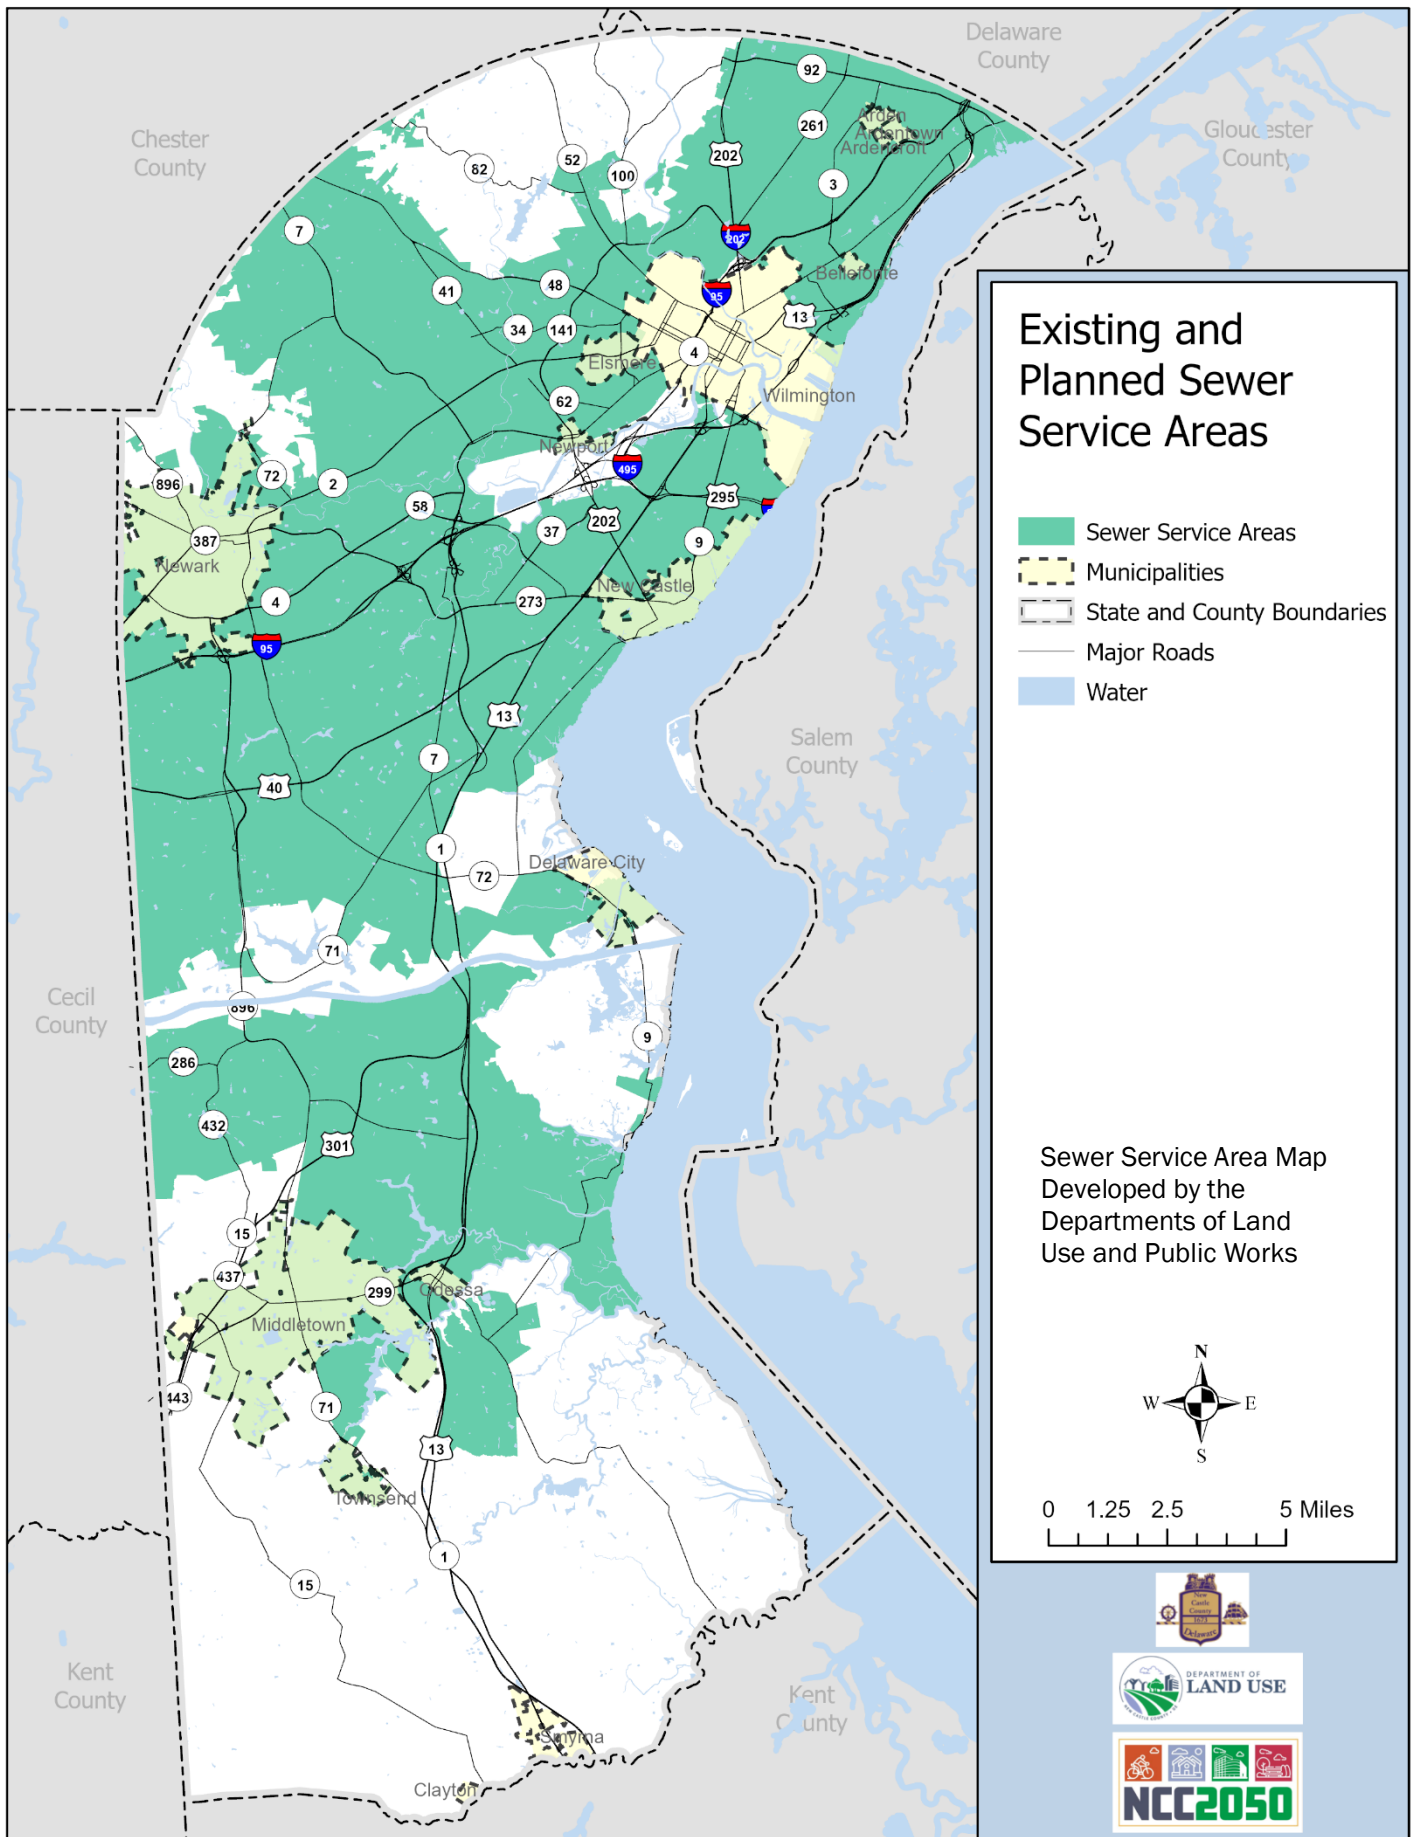 Delaware
County
Chester
County
Gloucester
County
92
261
Arden
Ardentown
Ardencroft
202
3
52
82
100
7
202
Bellefonte
41
48
95
13
34
141
4
Elsmere
Wilmington
62
Newport
495
896
72
2
58
295
37
202
9
387
Newark
New Castle
4
273
95
13
7
Salem
County
40
1
Delaware City
72
71
Cecil
County
896
9
286
432
301
15
437
299
Odessa
Middletown
443
71
13
Townsend
1
15
Kent
County
Kent
County
Smyrna
Clayton
Existing and
Planned Sewer
Service Areas
Sewer Service Areas
Municipalities
State and County Boundaries
Major Roads
Water
Sewer Service Area Map
Developed by the
Departments of Land
Use and Public Works
N
W E
S
0 1.25 2.5 5 Miles
New
Castle
County
1673
Delaware
DEPARTMENT OF
LAND USE
NCC2050